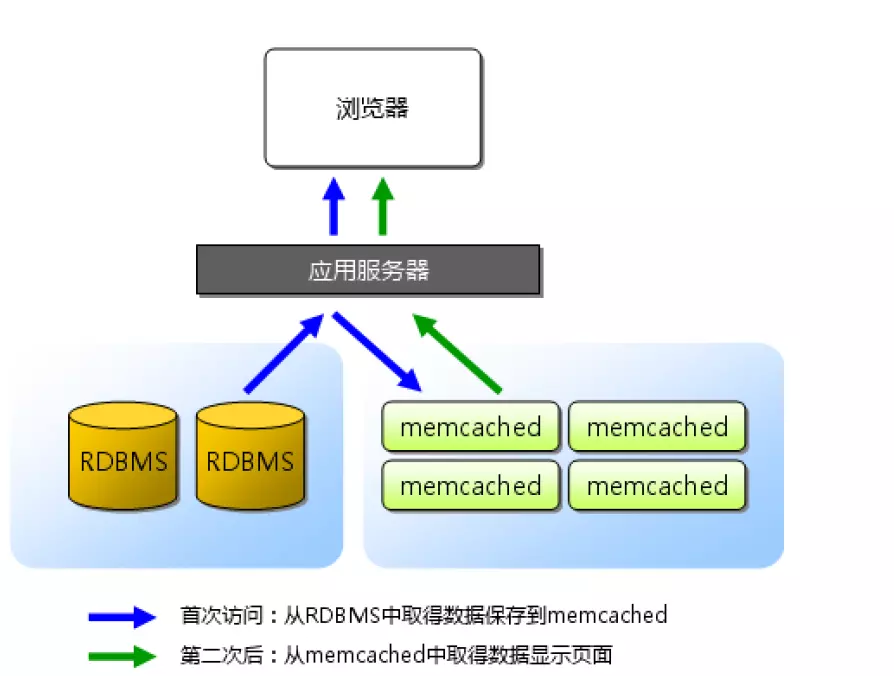 浏览器
应用服务器
RDBMS RDBMS
memcached memcached
memcached memcached
首次访问：从RDBMS中取得数据保存到memcached
第二次后：从memcached中取得数据显示页面